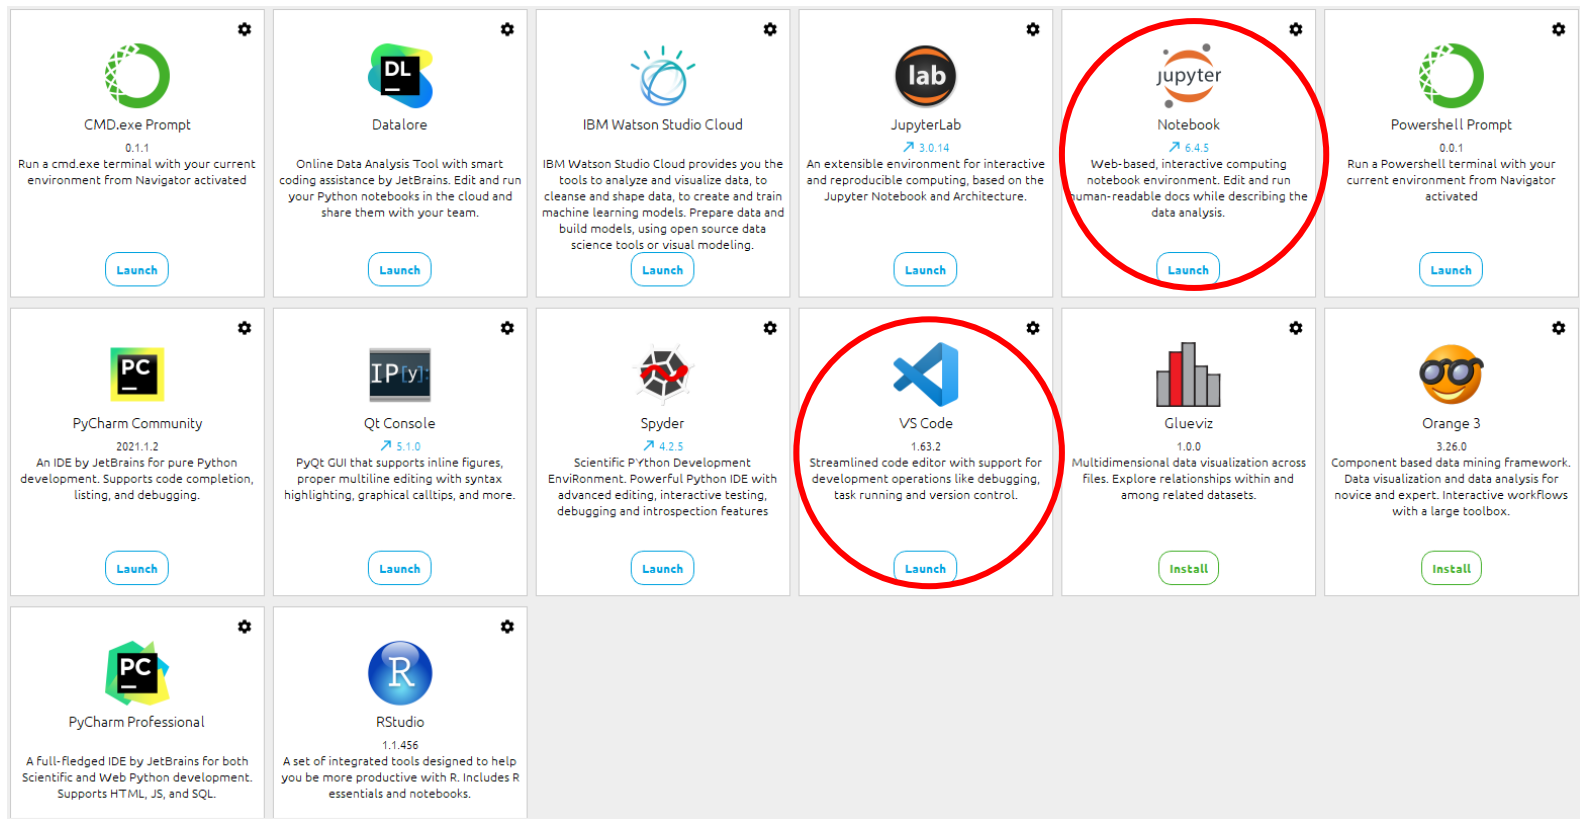 CMD.exe Prompt
0.1.1
Run a cmd.exe terminal with your current
environment from Navigator activated
Launch
DL
Datalore
Online Data Analysis Tool with smart
coding assistance by JetBrains. Edit and run
your Python notebooks in the cloud and
share them with your team.
Launch
IBM Watson Studio Cloud
IBM Watson Studio Cloud provides you the
tools to analyze and visualize data, to
cleanse and shape data, to create and train
machine learning models. Prepare data and
build models, using open source data
science tools or visual modeling.
Launch
lab
JupyterLab
3.0.14
An extensible environment for interactive
and reproducible computing, based on the
Jupyter Notebook and Architecture.
Launch
jupyter
Notebook
6.4.5
Web-based, interactive computing
notebook environment. Edit and run
human-readable docs while describing the
data analysis.
Launch
Powershell Prompt
0.0.1
Run a Powershell terminal with your
current environment from Navigator
activated
Launch
PC
PyCharm Community
2021.1.2
An IDE by JetBrains for pure Python
development. Supports code completion,
listing, and debugging.
Launch
IP[y]:
Qt Console
5.1.0
PyQt GUI that supports inline figures,
proper multiline editing with syntax
highlighting, graphical calltips, and more.
Launch
Spyder
4.2.5
Scientific PYthon Development
EnviRonment. Powerful Python IDE with
advanced editing, interactive testing,
debugging and introspection features
Launch
VS Code
1.63.2
Streamlined code editor with support for
development operations like debugging,
task running and version control.
Launch
Glueviz
1.0.0
Multidimensional data visualization across
files. Explore relationships within and
among related datasets.
Install
Orange 3
3.26.0
Component based data mining framework.
Data visualization and data analysis for
novice and expert. Interactive workflows
with a large toolbox.
Install
PC
PyCharm Professional
A full-fledged IDE by JetBrains for both
Scientific and Web Python development.
Supports HTML, JS, and SQL.
R
RStudio
1.1.456
A set of integrated tools designed to help
you be more productive with R. Includes R
essentials and notebooks.